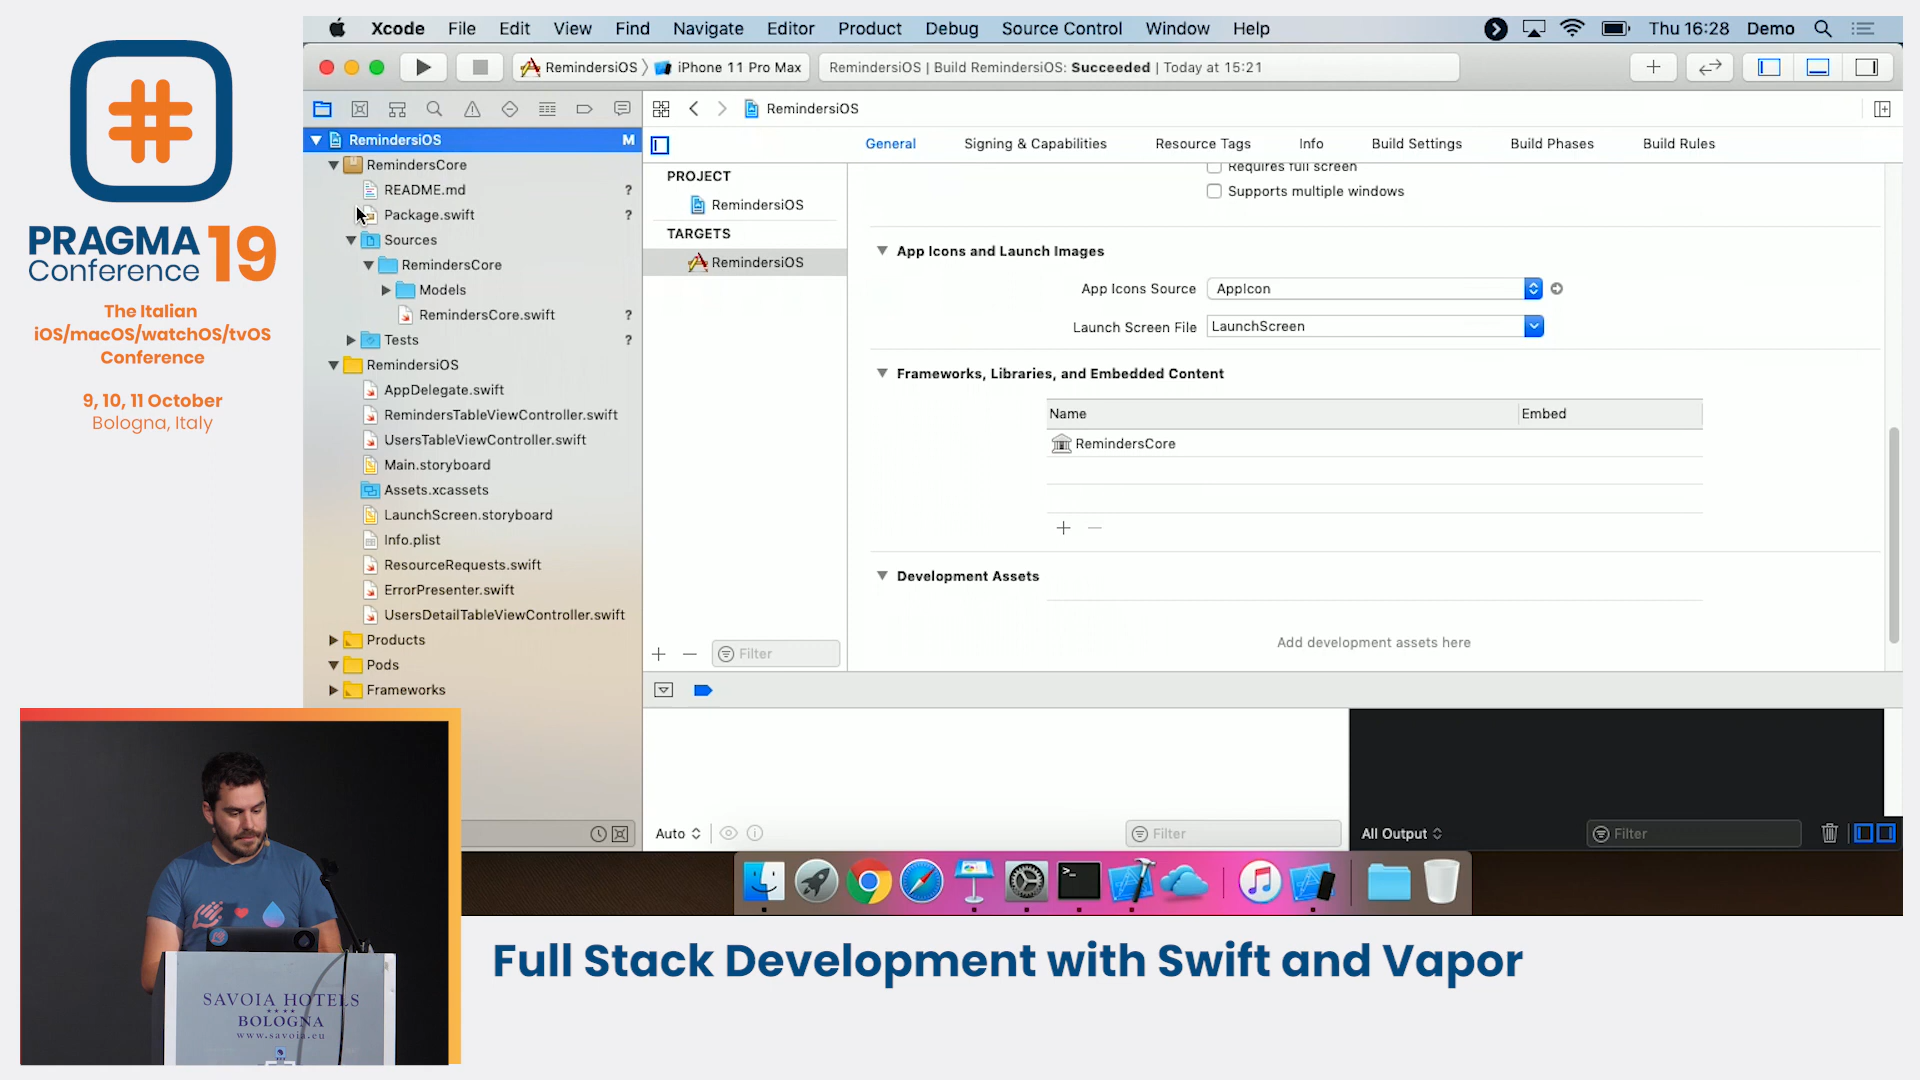 PRAGMA
Conference
19
The Italian
iOS/macOS/watchOS/tvOS
Conference
9, 10, 11 October
Bologna, Italy
Xcode File Edit View Find Navigate Editor Product Debug Source Control Window Help Thu 16:28 Demo
RemindersiOS iPhone 11 Pro Max RemindersiOS | Build RemindersiOS: Succeeded | Today at 15:21
RemindersiOS
RemindersiOS M
RemindersCore
README.md ?
Package.swift ?
Sources
RemindersCore
Models
RemindersCore.swift ?
Tests ?
RemindersiOS
AppDelegate.swift
RemindersTableViewController.swift
UsersTableViewController.swift
Main.storyboard
Assets.xcassets
LaunchScreen.storyboard
Info.plist
ResourceRequests.swift
ErrorPresenter.swift
UsersDetailTableViewController.swift
Products
Pods
Frameworks
General Signing & Capabilities Resource Tags Info Build Settings Build Phases Build Rules
PROJECT
RemindersiOS
TARGETS
RemindersiOS
Filter
Requires full screen
Supports multiple windows
App Icons and Launch Images
App Icons Source AppIcon
Launch Screen File LaunchScreen
Frameworks, Libraries, and Embedded Content
Name Embed
RemindersCore
Development Assets
Add development assets here
Auto Filter All Output Filter
SAVOIA HOTELS
BOLOGNA
www.savoia.eu
Full Stack Development with Swift and Vapor